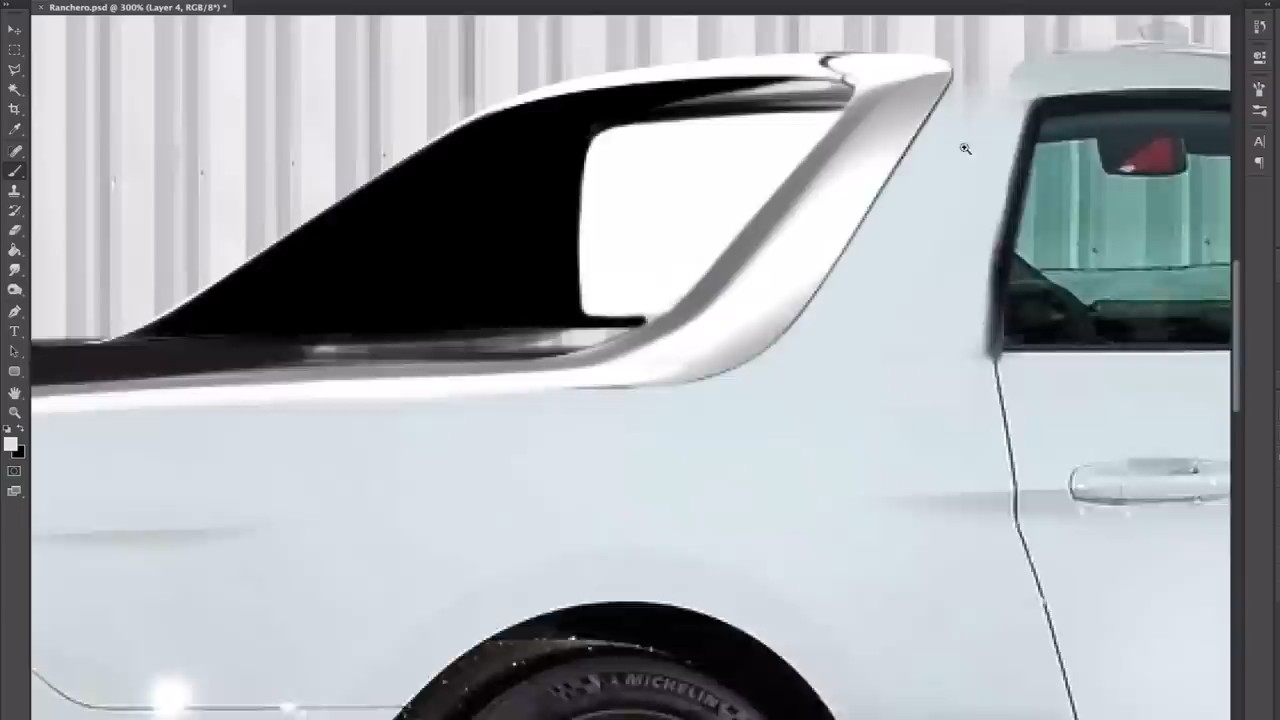 × Ranchero.psd @ 300% (Layer 4, RGB/8*) *
T
A
MICHELIN